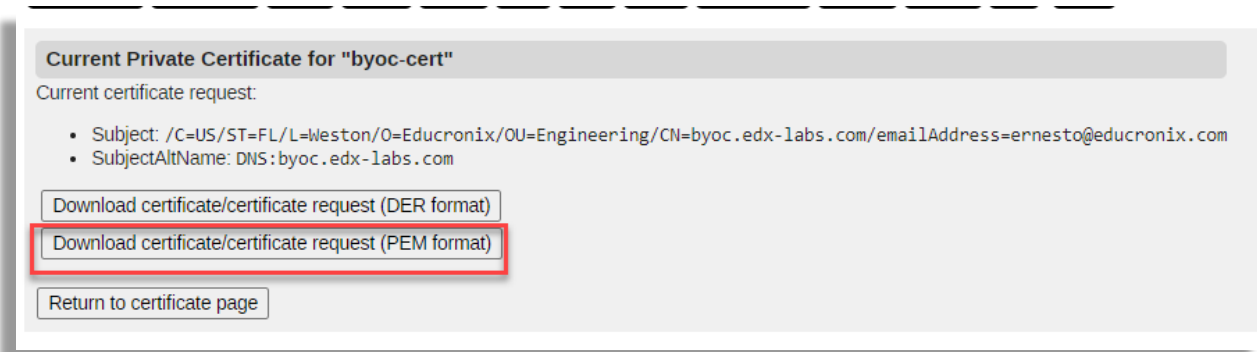 Current Private Certificate for "byoc-cert"
Current certificate request:
• Subject: /C=US/ST=FL/L=Weston/O=Educronix/OU=Engineering/CN=byoc.edx-labs.com/emailAddress=ernesto@educronix.com
• SubjectAltName: DNS:byoc.edx-labs.com
Download certificate/certificate request (DER format)
Download certificate/certificate request (PEM format)
Return to certificate page